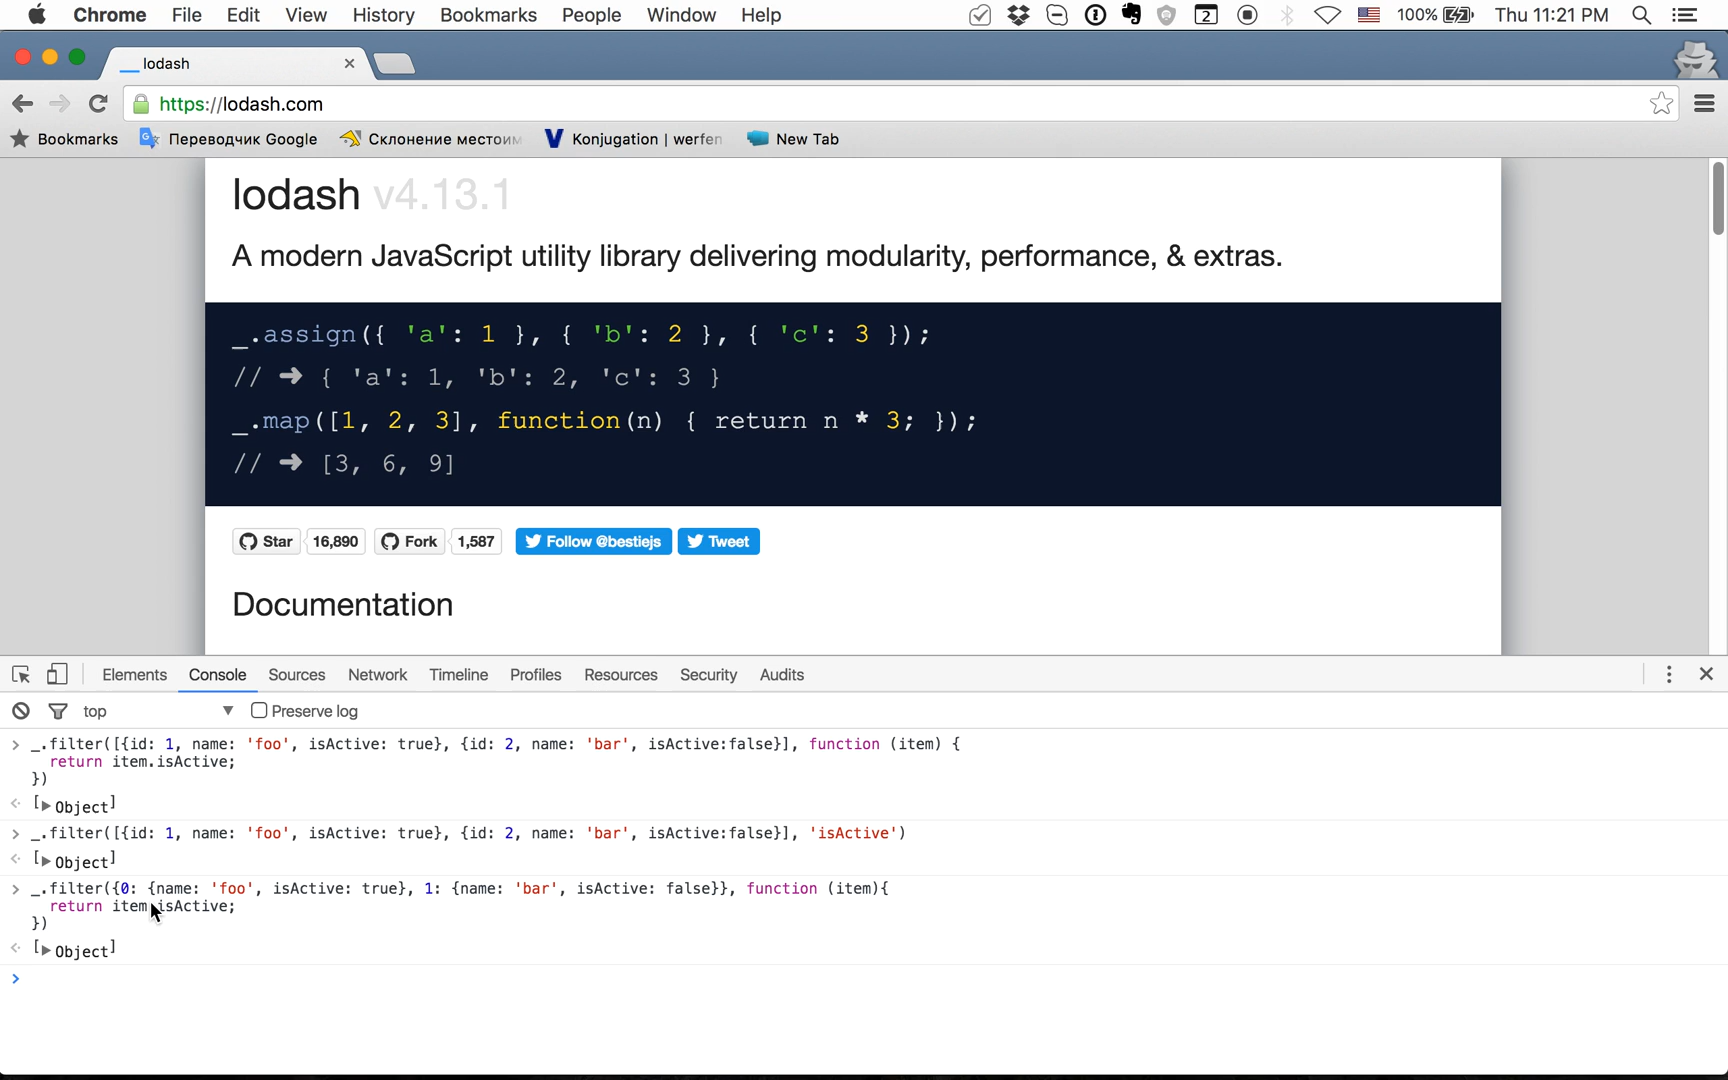 Chrome File Edit View History Bookmarks People Window Help 2 100% Thu 11:21 PM
lodash
https://lodash.com
Bookmarks Переводчик Google Склонение местоим Konjugation | werfen New Tab
lodash v4.13.1
A modern JavaScript utility library delivering modularity, performance, & extras.
_.assign({ 'a': 1 }, { 'b': 2 }, { 'c': 3 });
// ➜ { 'a': 1, 'b': 2, 'c': 3 }
_.map([1, 2, 3], function(n) { return n * 3; });
// ➜ [3, 6, 9]
Star 16,890 Fork 1,587 Follow @bestiejs Tweet
Documentation
Elements Console Sources Network Timeline Profiles Resources Security Audits
top ▼ Preserve log
> _.filter([{id: 1, name: 'foo', isActive: true}, {id: 2, name: 'bar', isActive:false}], function (item) {
return item.isActive;
})
[▶Object]
> _.filter([{id: 1, name: 'foo', isActive: true}, {id: 2, name: 'bar', isActive:false}], 'isActive')
[▶Object]
> _.filter({0: {name: 'foo', isActive: true}, 1: {name: 'bar', isActive: false}}, function (item){
return item.isActive;
})
[▶Object]
>